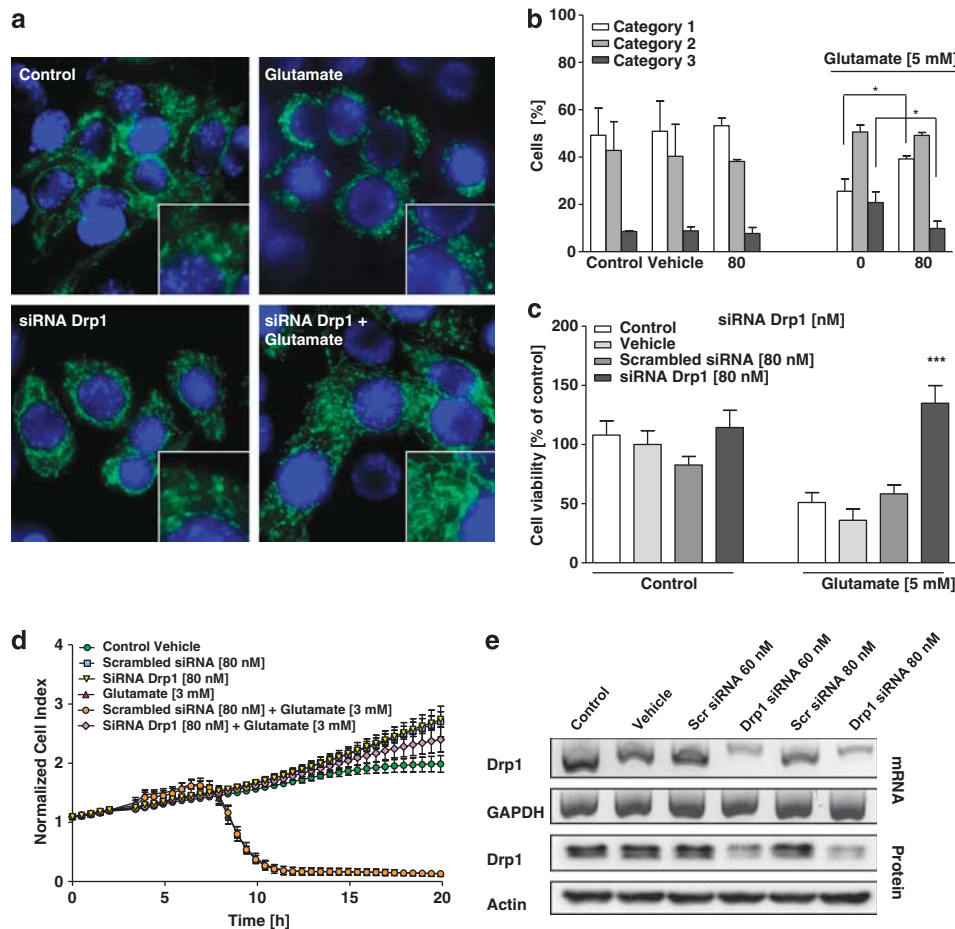 a
Control
Glutamate
siRNA Drp1
siRNA Drp1 +
Glutamate
b
Category 1
Category 2
Category 3
Glutamate [5 mM]
*
*
Cells [%]
100
80
60
40
20
0
Control Vehicle 80 0 80
siRNA Drp1 [nM]
c
Control
Vehicle
Scrambled siRNA [80 nM]
siRNA Drp1 [80 nM]
***
Cell viability [% of control]
200
150
100
50
0
Control
Glutamate [5 mM]
d
Control Vehicle
Scrambled siRNA [80 nM]
SiRNA Drp1 [80 nM]
Glutamate [3 mM]
Scrambled siRNA [80 nM] + Glutamate [3 mM]
SiRNA Drp1 [80 nM] + Glutamate [3 mM]
Normalized Cell Index
4
3
2
1
0
0 5 10 15 20
Time [h]
e
Control
Vehicle
Scr siRNA 60 nM
Drp1 siRNA 60 nM
Scr siRNA 80 nM
Drp1 siRNA 80 nM
Drp1
GAPDH
mRNA
Drp1
Actin
Protein